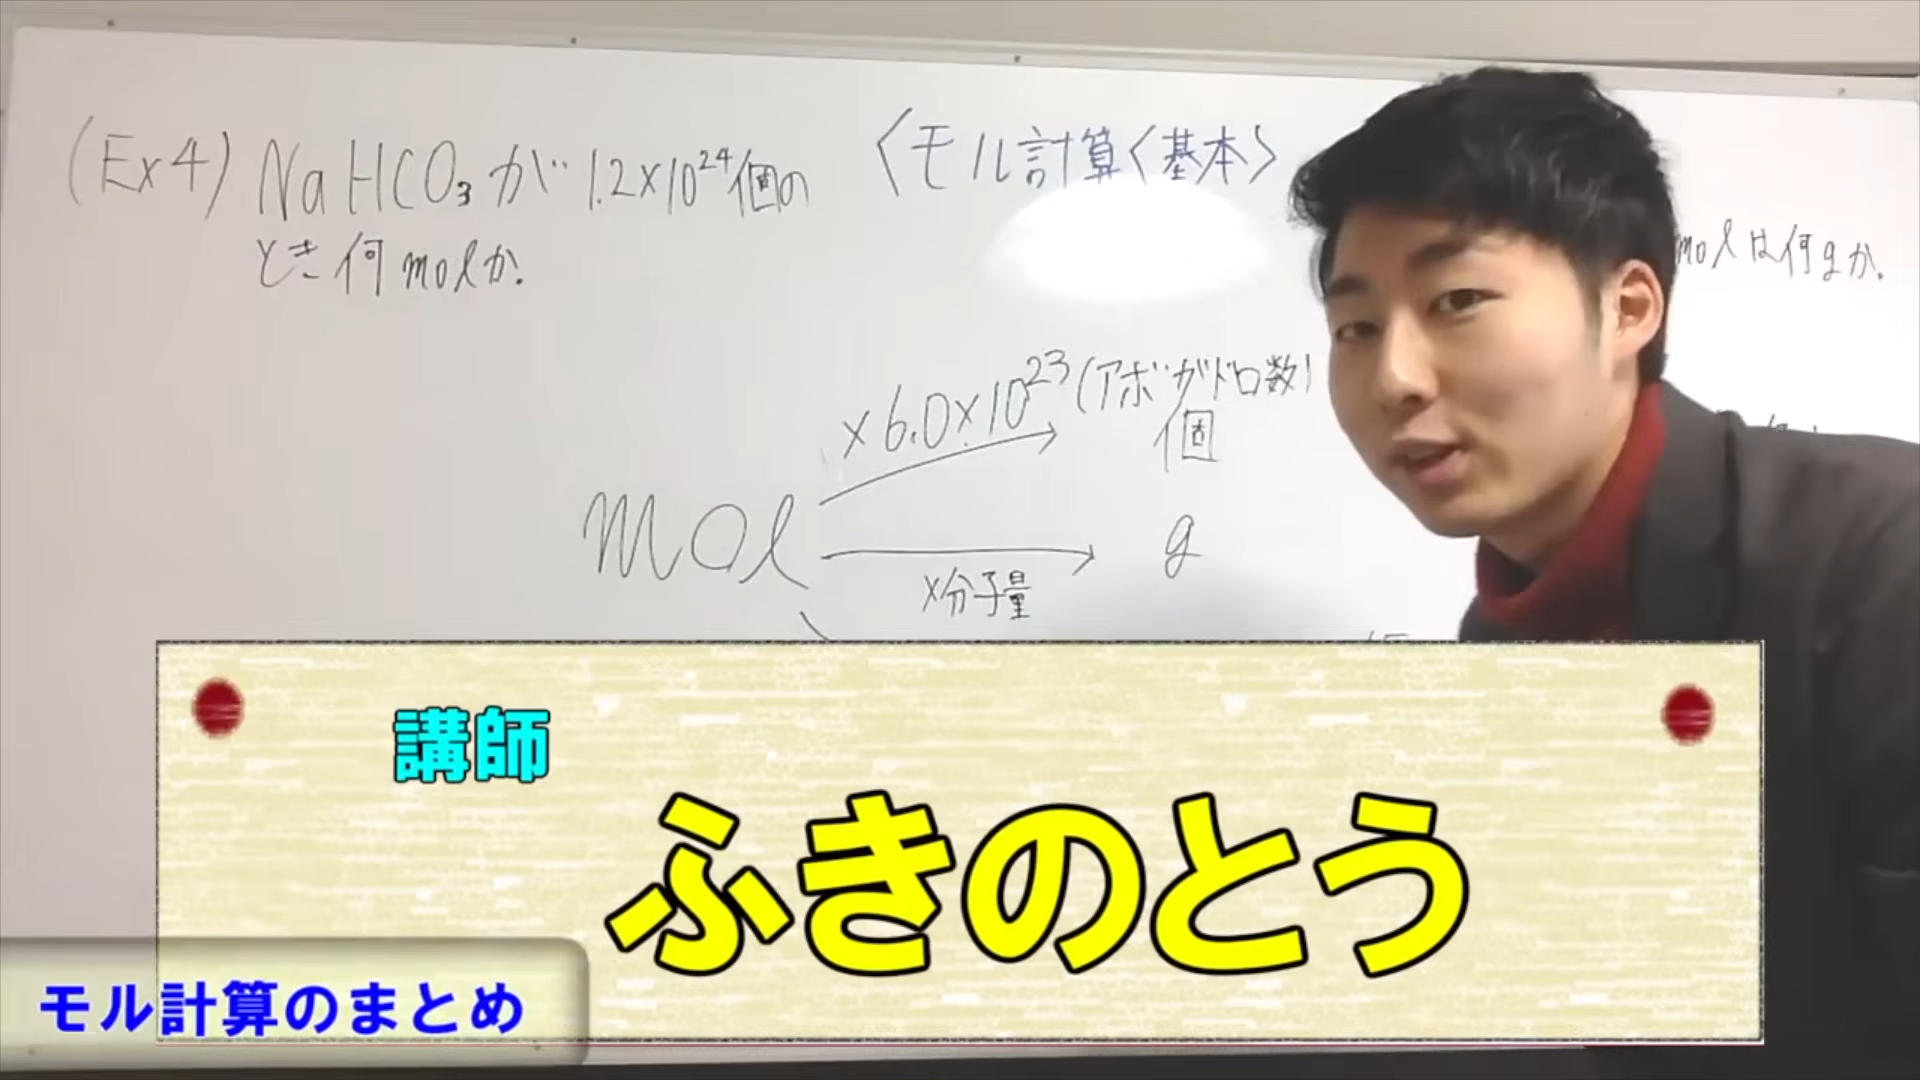 (Ex4) NaHCO₃が1.2×10²⁴個の
とき何molか.
〈モル計算〈基本〉
molは何gか.
×6.0×10²³(アボガドロ数)
個
mol
g
×分子量
講師
ふきのとう
モル計算のまとめ